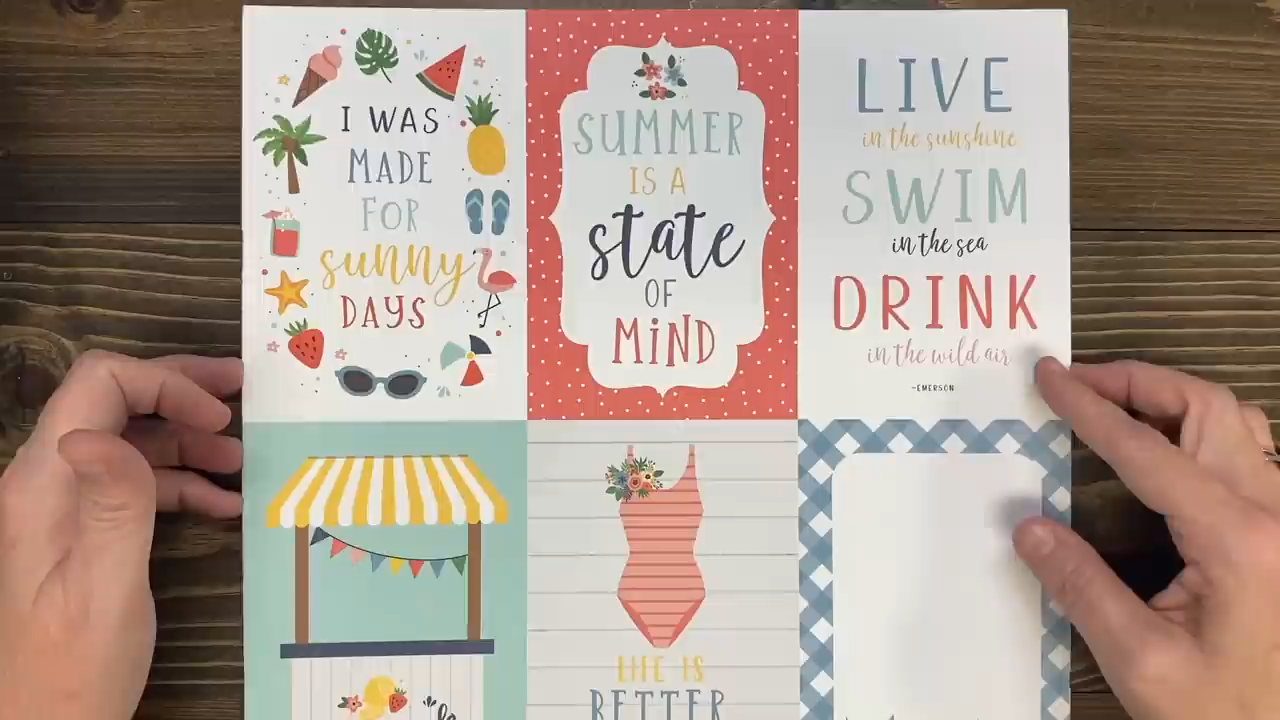 I WAS
MADE
FOR
sunny
DAYS
SUMMER
IS A
state
OF
MiND
LIVE
in the sunshine
SWIM
in the sea
DRINK
in the wild air
~EMERSON
LIFE IS
BETTER